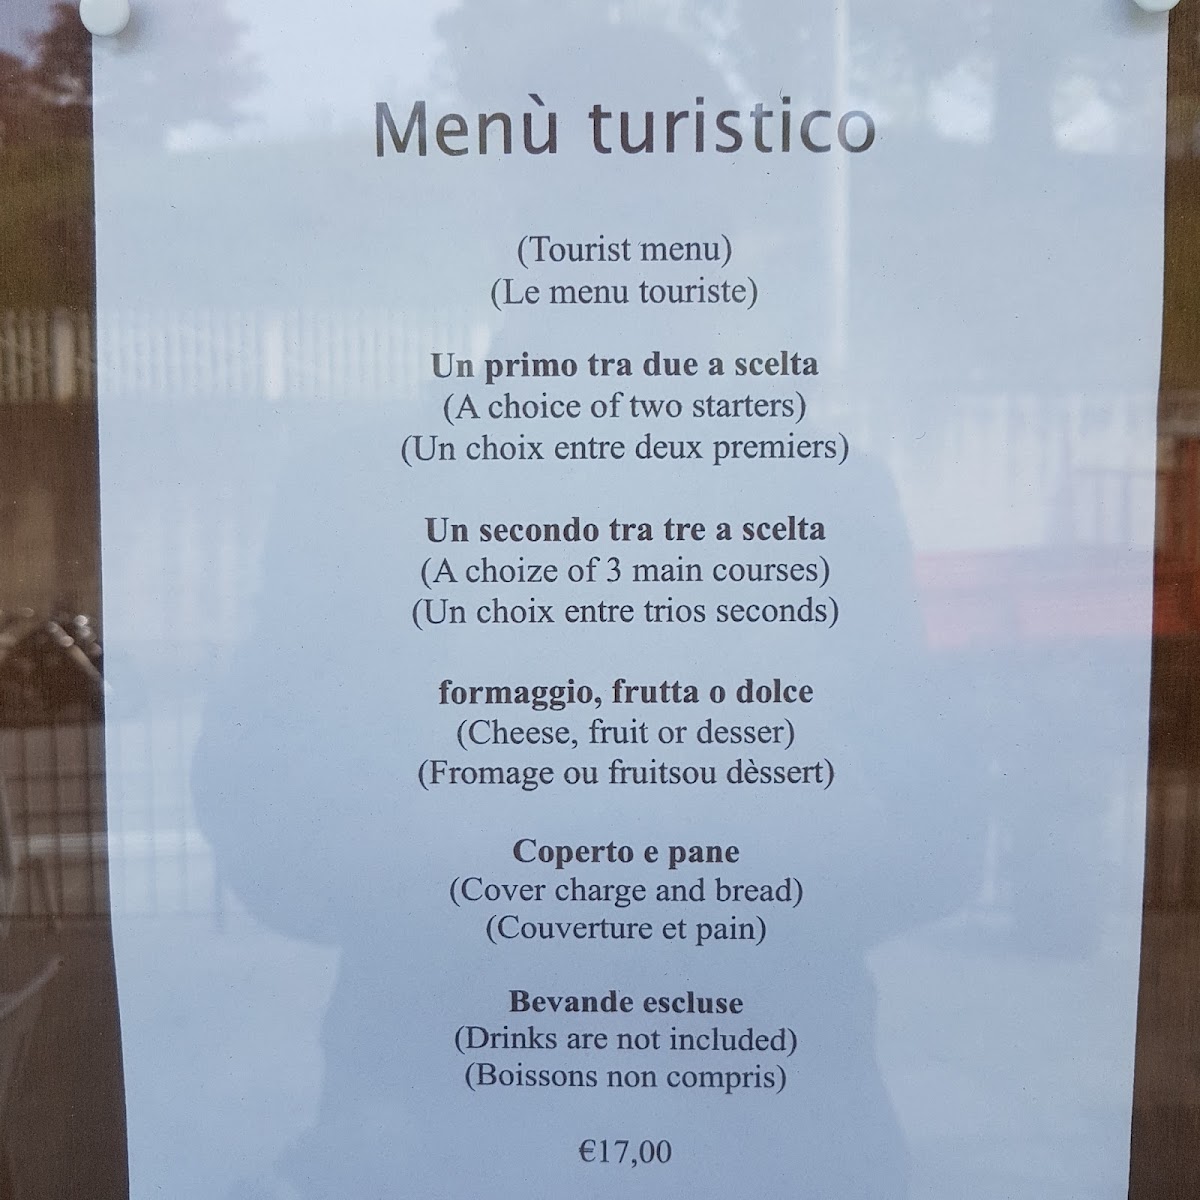 Menù turistico
(Tourist menu)
(Le menu touriste)
Un primo tra due a scelta
(A choice of two starters)
(Un choix entre deux premiers)
Un secondo tra tre a scelta
(A choize of 3 main courses)
(Un choix entre trios seconds)
formaggio, frutta o dolce
(Cheese, fruit or desser)
(Fromage ou fruitsou dèssert)
Coperto e pane
(Cover charge and bread)
(Couverture et pain)
Bevande escluse
(Drinks are not included)
(Boissons non compris)
€17,00